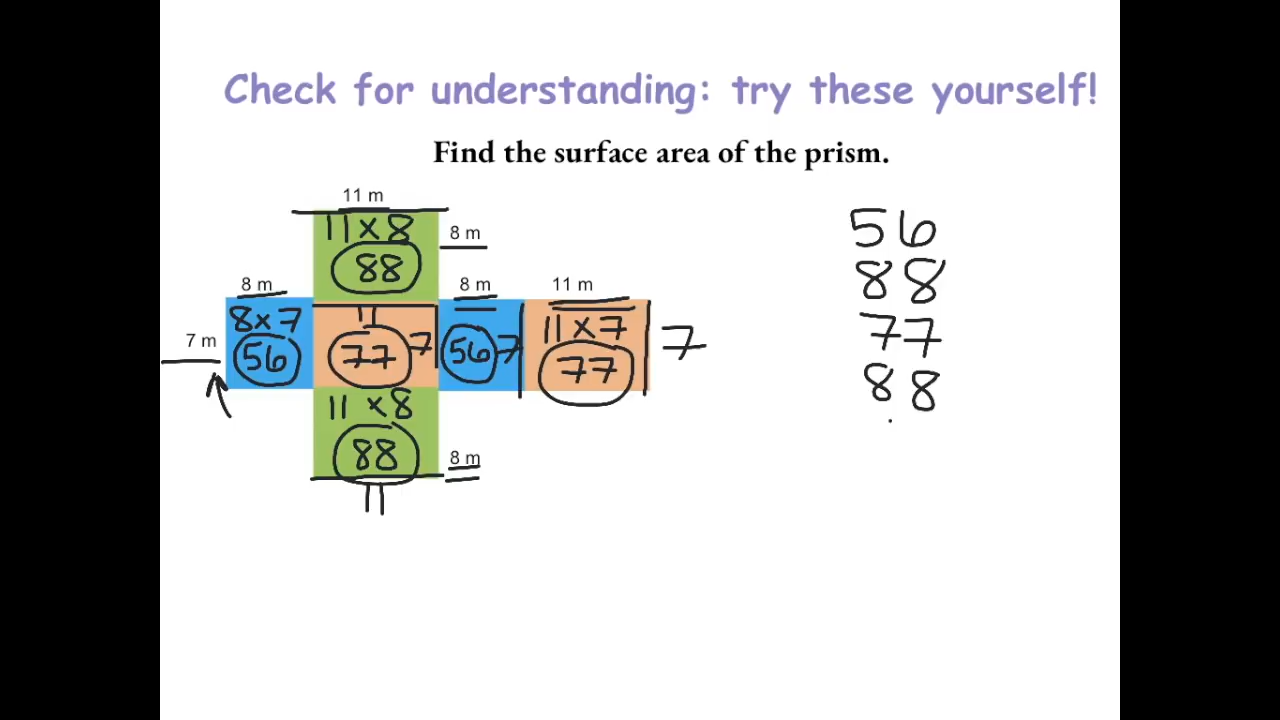 Check for understanding: try these yourself!
Find the surface area of the prism.
11 m
11 x 8
8 m
88
8 m
8 m
11 m
7 m
8x7
56
11
77
7
56
7
11 x 7
77
7
11 x 8
88
8 m
11
56
88
77
88